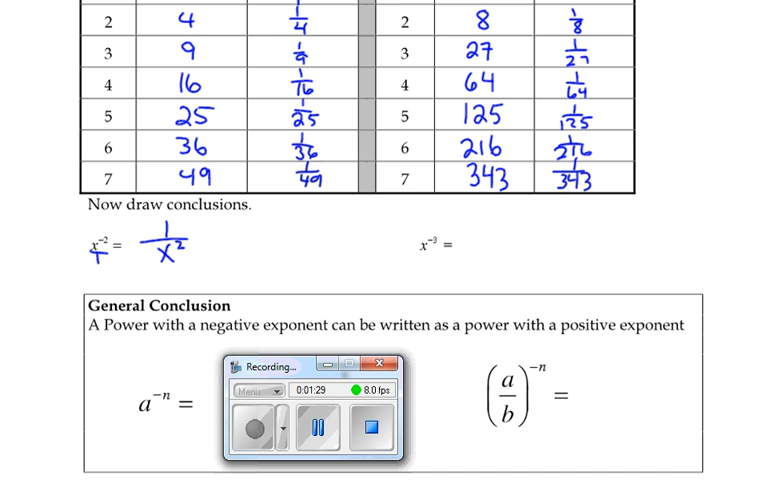 2 4 1/4 2 8 1/8
3 9 1/9 3 27 1/27
4 16 1/16 4 64 1/64
5 25 1/25 5 125 1/125
6 36 1/36 6 216 1/216
7 49 1/49 7 343 1/343
Now draw conclusions.
x⁻² = 1/x² x⁻³ =
General Conclusion
A Power with a negative exponent can be written as a power with a positive exponent
Recording...
Menu 0:01:29 8.0 fps
a⁻ⁿ = (a/b)⁻ⁿ =